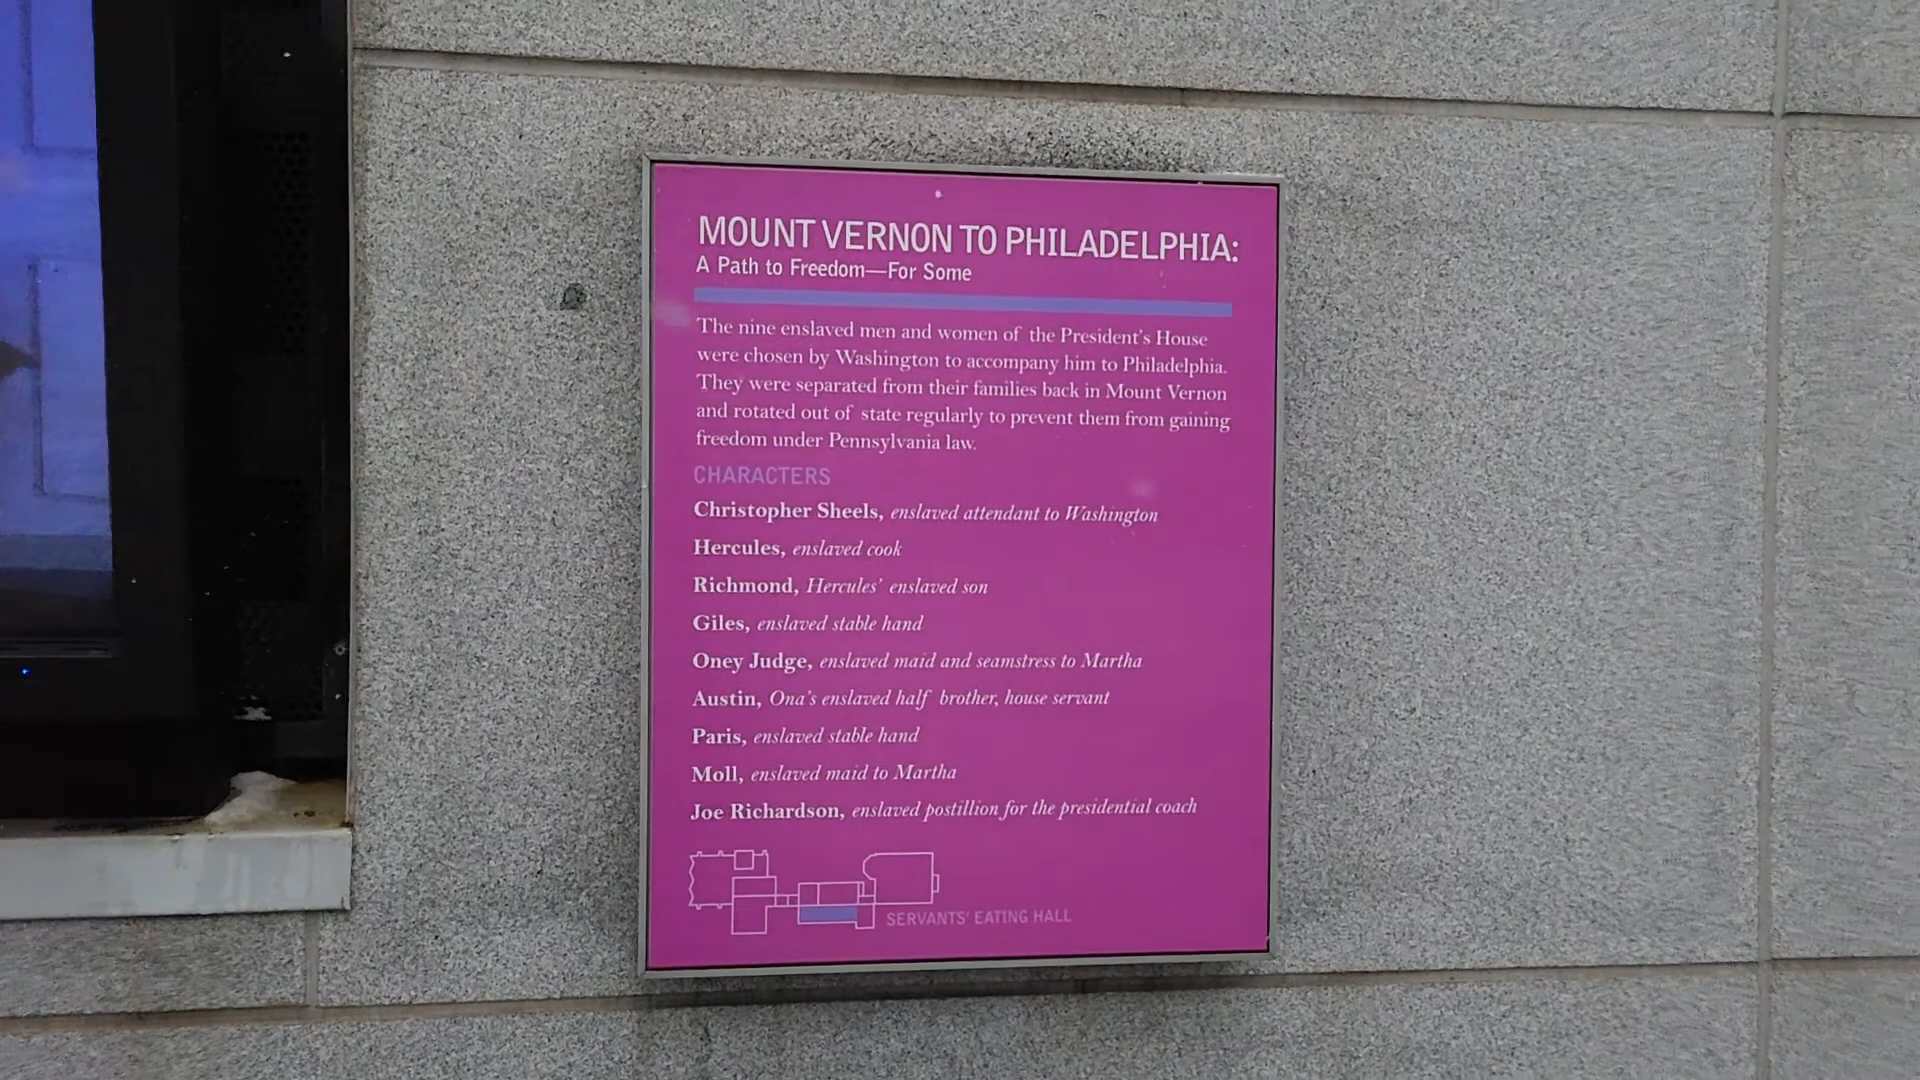 MOUNT VERNON TO PHILADELPHIA:
A Path to Freedom—For Some
The nine enslaved men and women of the President's House
were chosen by Washington to accompany him to Philadelphia.
They were separated from their families back in Mount Vernon
and rotated out of state regularly to prevent them from gaining
freedom under Pennsylvania law.
CHARACTERS
Christopher Sheels, enslaved attendant to Washington
Hercules, enslaved cook
Richmond, Hercules' enslaved son
Giles, enslaved stable hand
Oney Judge, enslaved maid and seamstress to Martha
Austin, Ona's enslaved half brother, house servant
Paris, enslaved stable hand
Moll, enslaved maid to Martha
Joe Richardson, enslaved postillion for the presidential coach
SERVANTS' EATING HALL